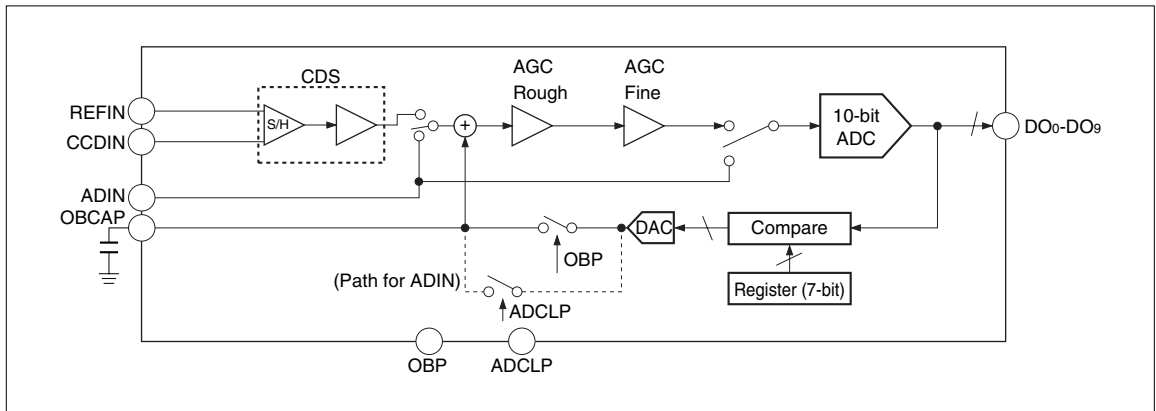 CDS
AGC
Rough
AGC
Fine
REFIN
S/H
+
10-bit
ADC
DO0-DO9
CCDIN
ADIN
OBCAP
DAC
Compare
OBP
(Path for ADIN)
Register (7-bit)
ADCLP
OBP
ADCLP